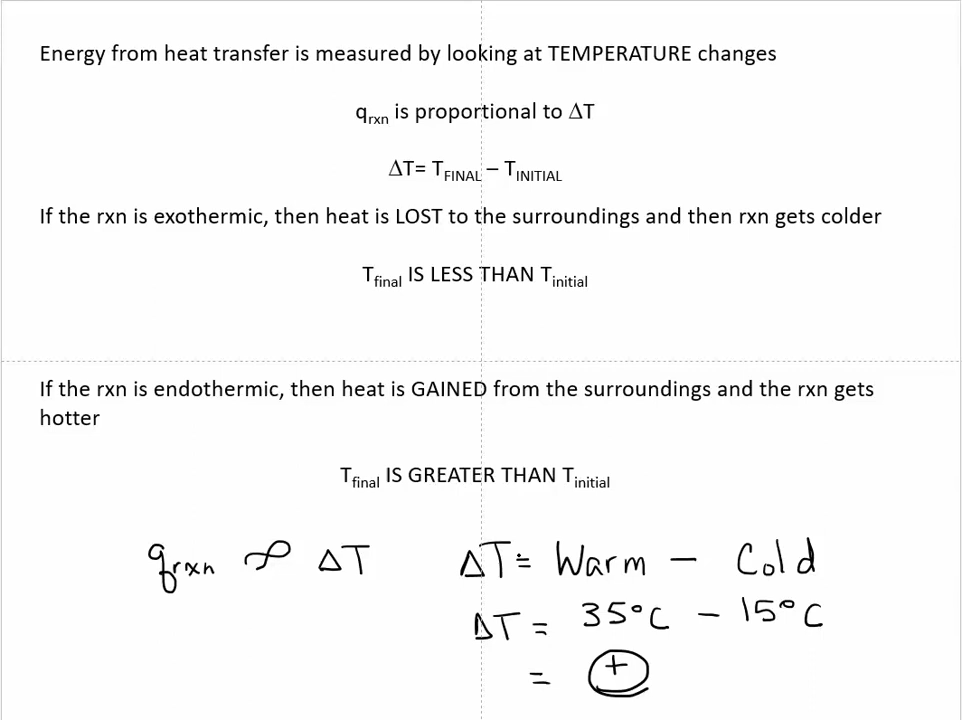 Energy from heat transfer is measured by looking at TEMPERATURE changes
qrxn is proportional to ΔT
ΔT= TFINAL – TINITIAL
If the rxn is exothermic, then heat is LOST to the surroundings and then rxn gets colder
Tfinal IS LESS THAN Tinitial
If the rxn is endothermic, then heat is GAINED from the surroundings and the rxn gets
hotter
Tfinal IS GREATER THAN Tinitial
qrxn ∝ ΔT
ΔT = Warm – Cold
ΔT = 35°C – 15°C
= +